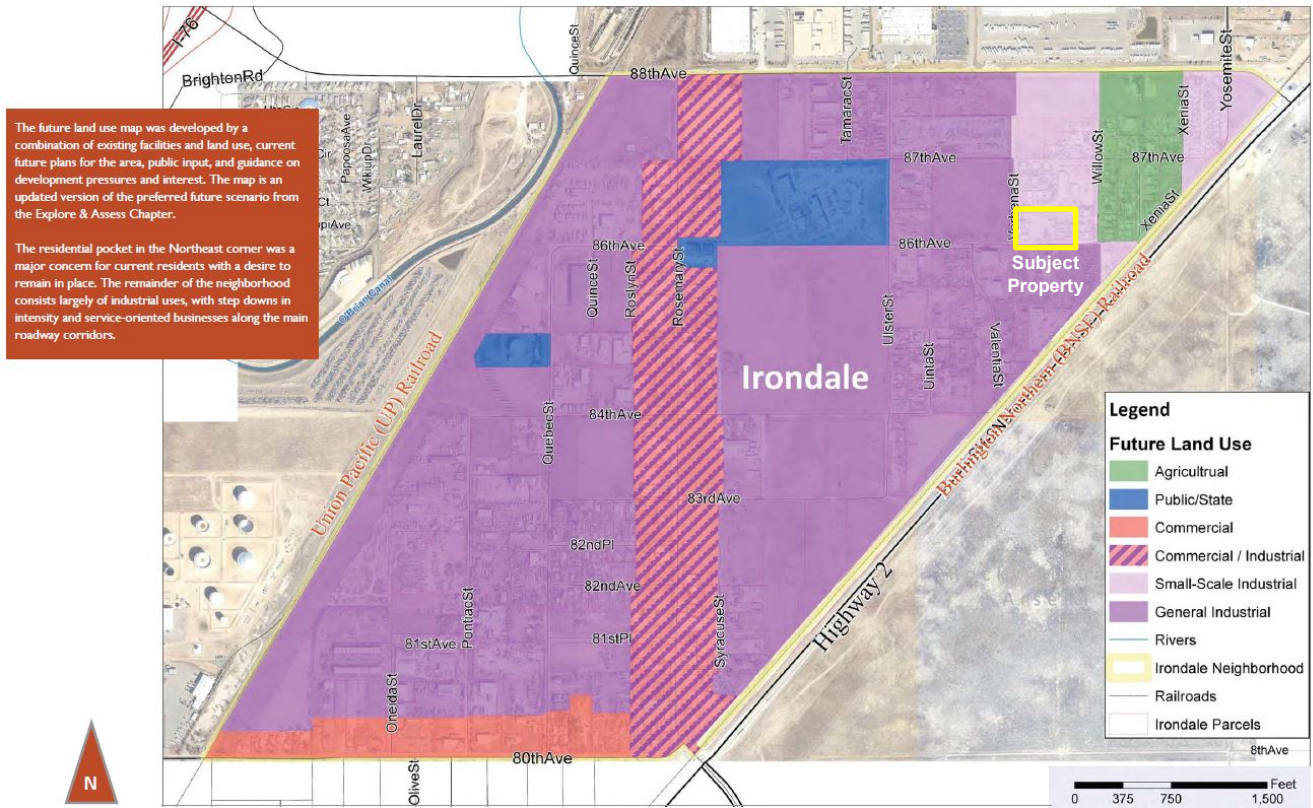 I-76
BrightonRd
QuinceSt
88thAve
YosemiteSt
The future land use map was developed by a
combination of existing facilities and land use, current
future plans for the area, public input, and guidance on
development pressures and interest. The map is an
updated version of the preferred future scenario from
the Explore & Assess Chapter.
The residential pocket in the Northeast corner was a
major concern for current residents with a desire to
remain in place. The remainder of the neighborhood
consists largely of industrial uses, with step downs in
intensity and service-oriented businesses along the main
roadway corridors.
PapoosaAve
WikiupDr
LaurelDr
TamaracSt
87thAve
WillowSt
87thAve
XeniaSt
XeniaSt
86thAve
QuinceSt
RoslynSt
RosemarySt
86thAve
UlsterSt
Subject
Property
O'BrianCanal
Union Pacific (UP) Railroad
UintaSt
ValentiaSt
Burlington Northern (BNSF) Railroad
Irondale
QuebecSt
84thAve
83rdAve
82ndPl
82ndAve
81stPl
81stAve
PontiacSt
SyracuseSt
Highway 2
OneidaSt
80thAve
OliveSt
8thAve
Legend
Future Land Use
Agricultrual
Public/State
Commercial
Commercial / Industrial
Small-Scale Industrial
General Industrial
Rivers
Irondale Neighborhood
Railroads
Irondale Parcels
N
Feet
0 375 750 1,500